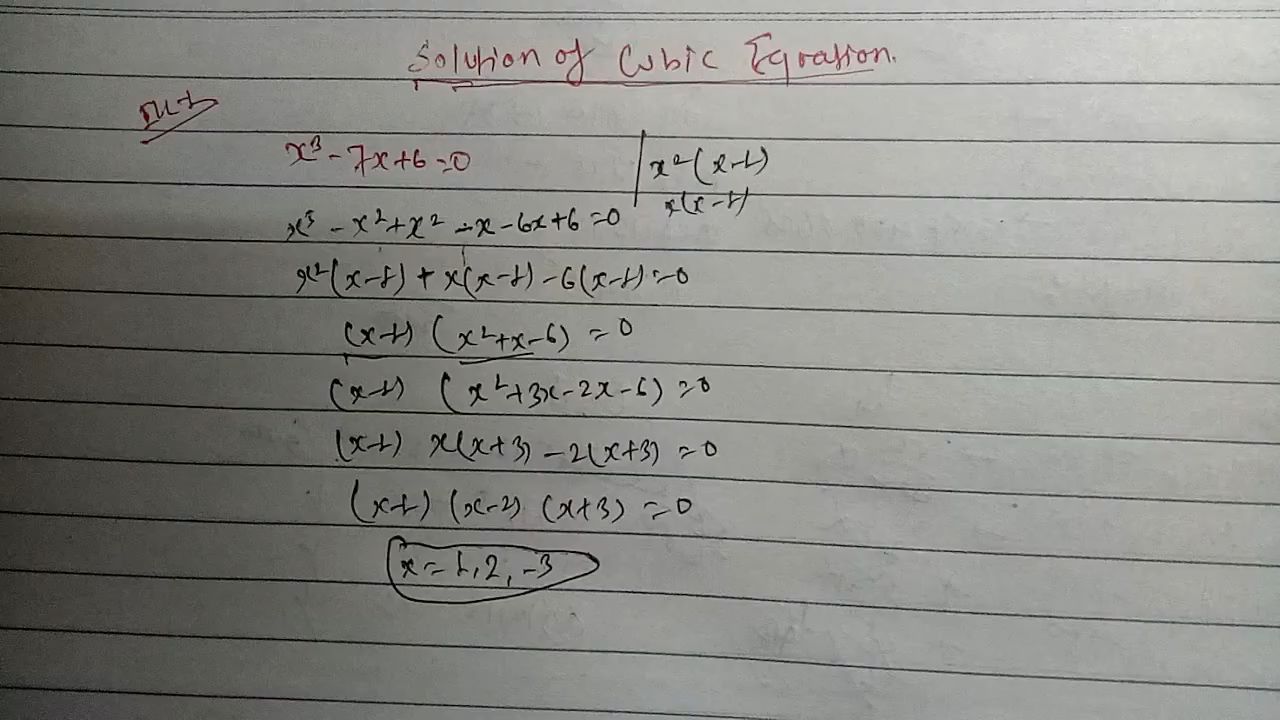 Solution of Cubic Equation.
x³ - 7x + 6 = 0
x²(x-1)
x(x-1)
x³ - x² + x² - x - 6x + 6 = 0
x²(x-1) + x(x-1) - 6(x-1) = 0
(x-1) (x²+x-6) = 0
(x-1) (x²+3x-2x-6) = 0
(x-1) x(x+3) - 2(x+3) = 0
(x-1) (x-2) (x+3) = 0
x = 1, 2, -3